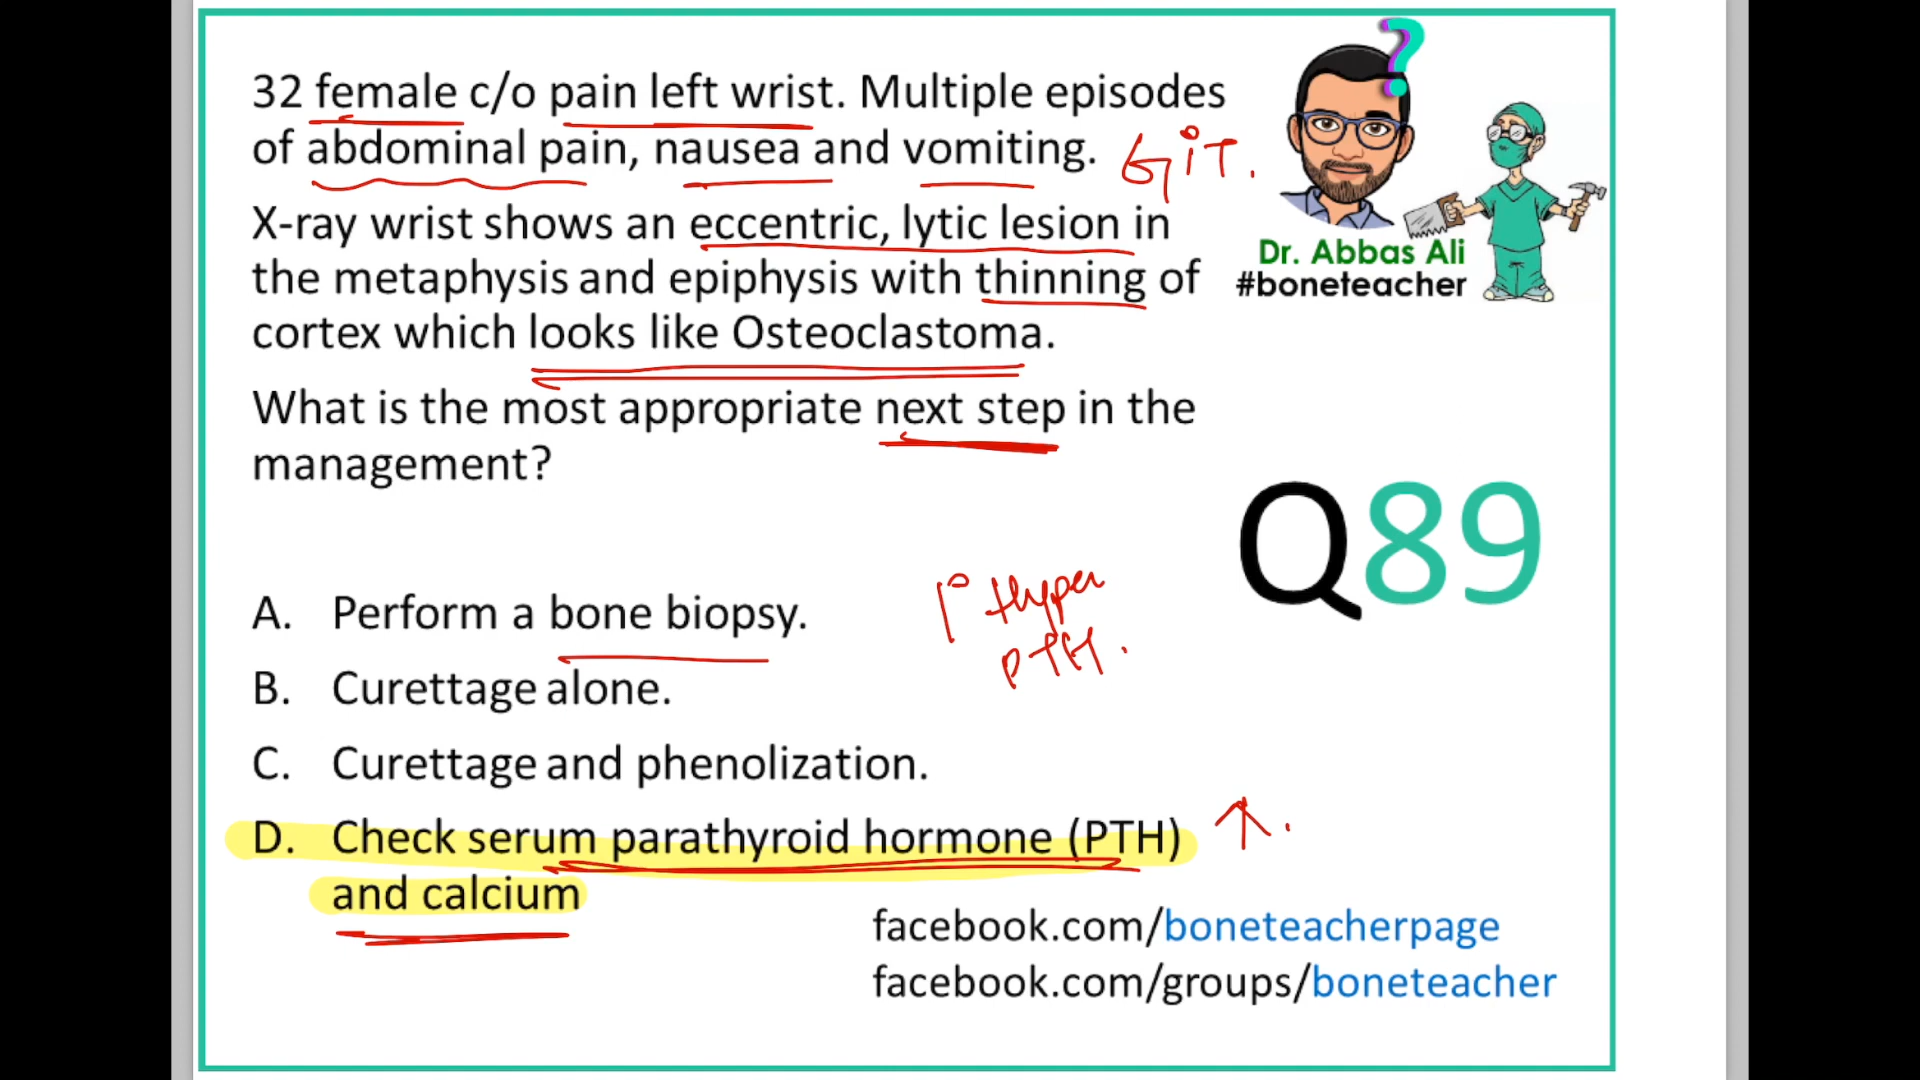 32 female c/o pain left wrist. Multiple episodes
of abdominal pain, nausea and vomiting. GiT.
X-ray wrist shows an eccentric, lytic lesion in
the metaphysis and epiphysis with thinning of
cortex which looks like Osteoclastoma.
What is the most appropriate next step in the
management?
?
Dr. Abbas Ali
#boneteacher
Q89
A. Perform a bone biopsy.
B. Curettage alone.
C. Curettage and phenolization.
D. Check serum parathyroid hormone (PTH) ↑.
and calcium
1° Hyper
PTH.
facebook.com/boneteacherpage
facebook.com/groups/boneteacher